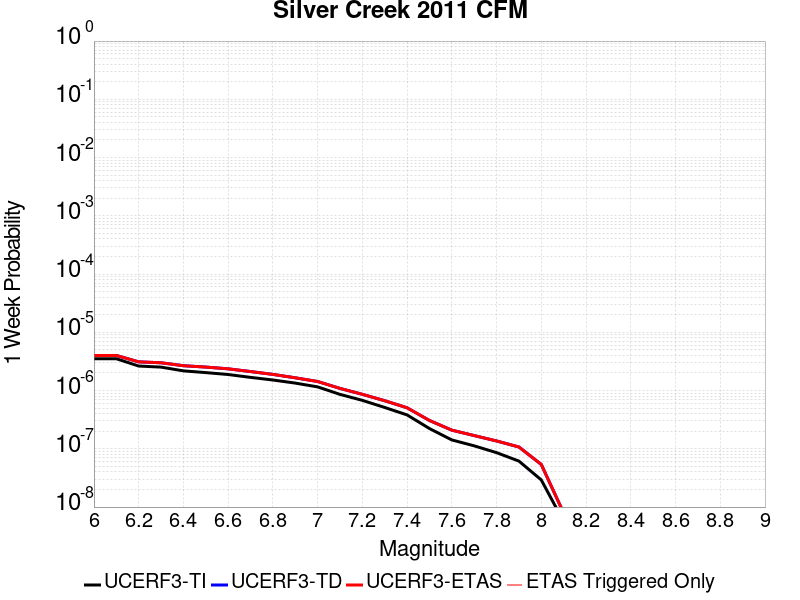 Silver Creek 2011 CFM
10^0
10^-1
10^-2
10^-3
10^-4
10^-5
10^-6
10^-7
10^-8
1 Week Probability
6 6.2 6.4 6.6 6.8 7 7.2 7.4 7.6 7.8 8 8.2 8.4 8.6 8.8 9
Magnitude
UCERF3-TI UCERF3-TD UCERF3-ETAS ETAS Triggered Only